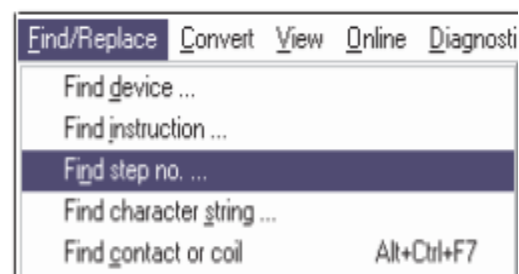 Find/Replace Convert View Online Diagnosti
Find device ...
Find instruction ...
Find step no. ...
Find character string ...
Find contact or coil Alt+Ctrl+F7